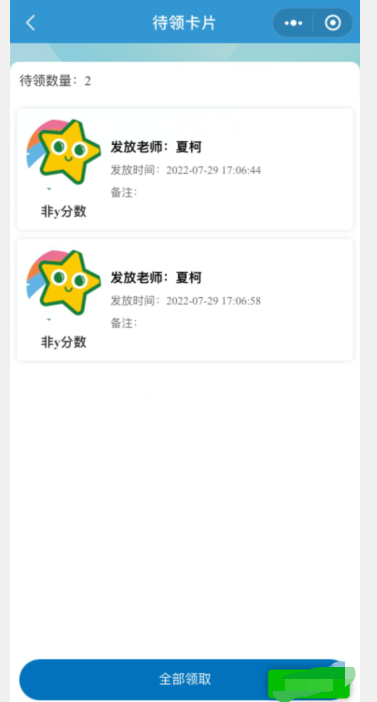 待领卡片
待领数量：2
发放老师：夏柯
发放时间：2022-07-29 17:06:44
备注：
非y分数
发放老师：夏柯
发放时间：2022-07-29 17:06:58
备注：
非y分数
全部领取